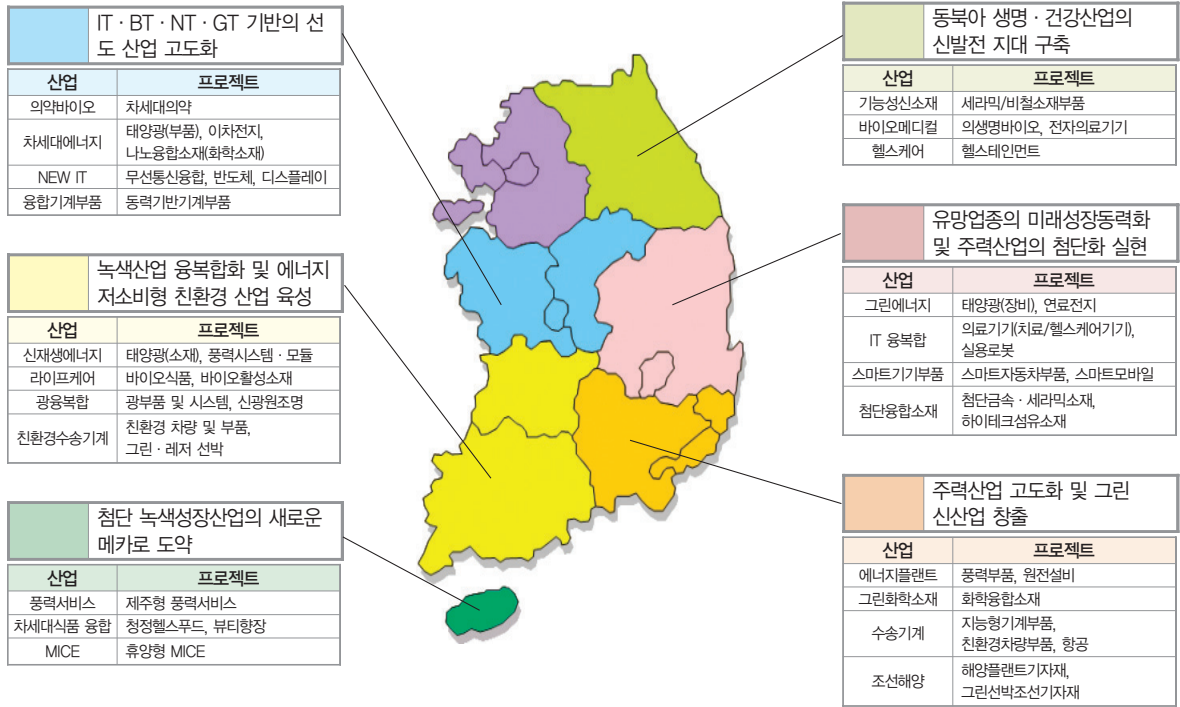 IT · BT · NT · GT 기반의 선
도 산업 고도화
산업 프로젝트
의약바이오 차세대의약
차세대에너지 태양광(부품), 이차전지,
나노융합소재(화학소재)
NEW IT 무선통신융합, 반도체, 디스플레이
융합기계부품 동력기반기계부품
녹색산업 융복합화 및 에너지
저소비형 친환경 산업 육성
산업 프로젝트
신재생에너지 태양광(소재), 풍력시스템 · 모듈
라이프케어 바이오식품, 바이오활성소재
광융복합 광부품 및 시스템, 신광원조명
친환경수송기계 친환경 차량 및 부품,
그린 · 레저 선박
첨단 녹색성장산업의 새로운
메카로 도약
산업 프로젝트
풍력서비스 제주형 풍력서비스
차세대식품 융합 청정헬스푸드, 뷰티향장
MICE 휴양형 MICE
동북아 생명 · 건강산업의
신발전 지대 구축
산업 프로젝트
기능성신소재 세라믹/비철소재부품
바이오메디컬 의생명바이오, 전자의료기기
헬스케어 헬스테인먼트
유망업종의 미래성장동력화
및 주력산업의 첨단화 실현
산업 프로젝트
그린에너지 태양광(장비), 연료전지
IT 융복합 의료기기(치료/헬스케어기기),
실용로봇
스마트기기부품 스마트자동차부품, 스마트모바일
첨단융합소재 첨단금속 · 세라믹소재,
하이테크섬유소재
주력산업 고도화 및 그린
신산업 창출
산업 프로젝트
에너지플랜트 풍력부품, 원전설비
그린화학소재 화학융합소재
수송기계 지능형기계부품,
친환경차량부품, 항공
조선해양 해양플랜트기자재,
그린선박조선기자재